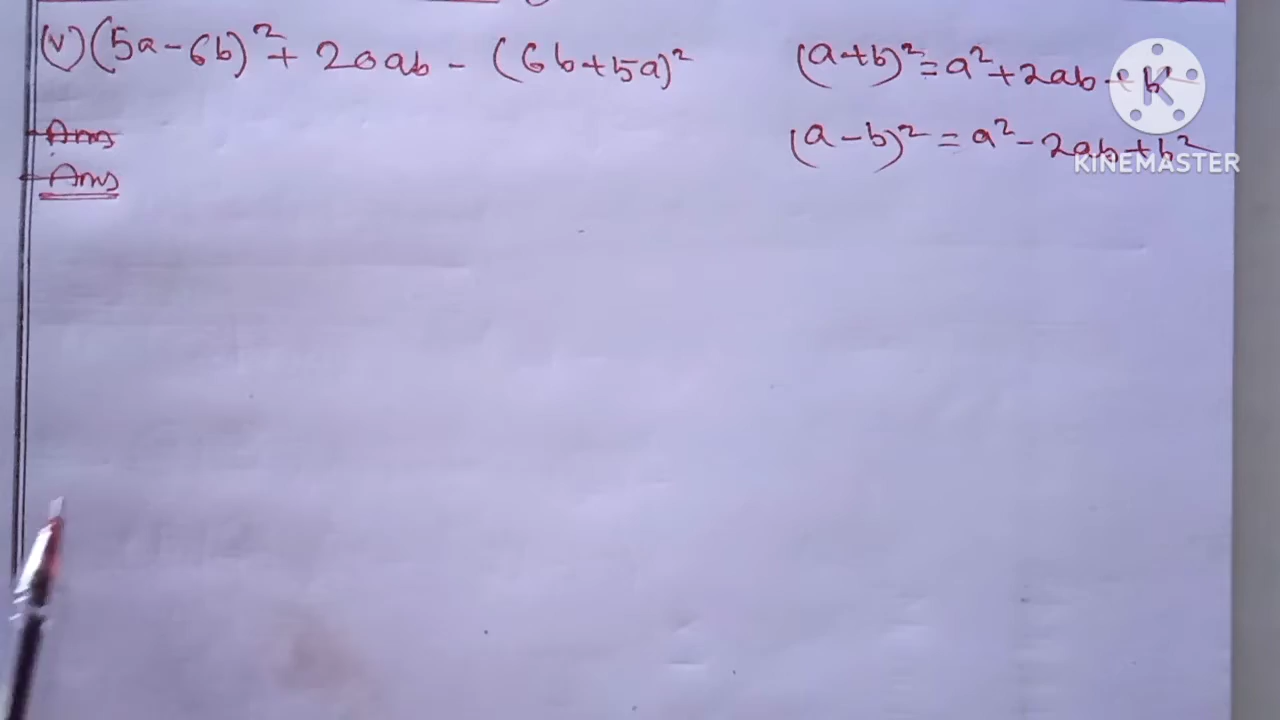 (v) (5a-6b)²+ 20ab - (6b+5a)²
(a+b)²=a²+2ab+b²
(a-b)²=a²-2ab+b²
KINEMASTER
Ans
Ans